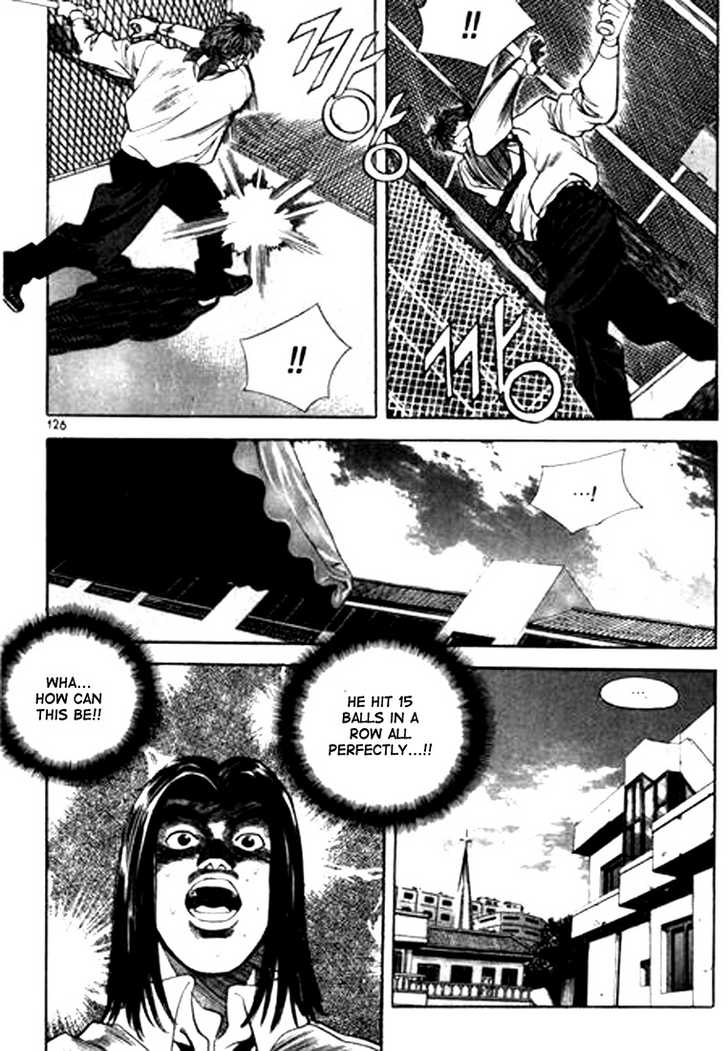 !!
!!
126
...!
WHA...
HOW CAN
THIS BE!!
HE HIT 15
BALLS IN A
ROW ALL
PERFECTLY...!!
...